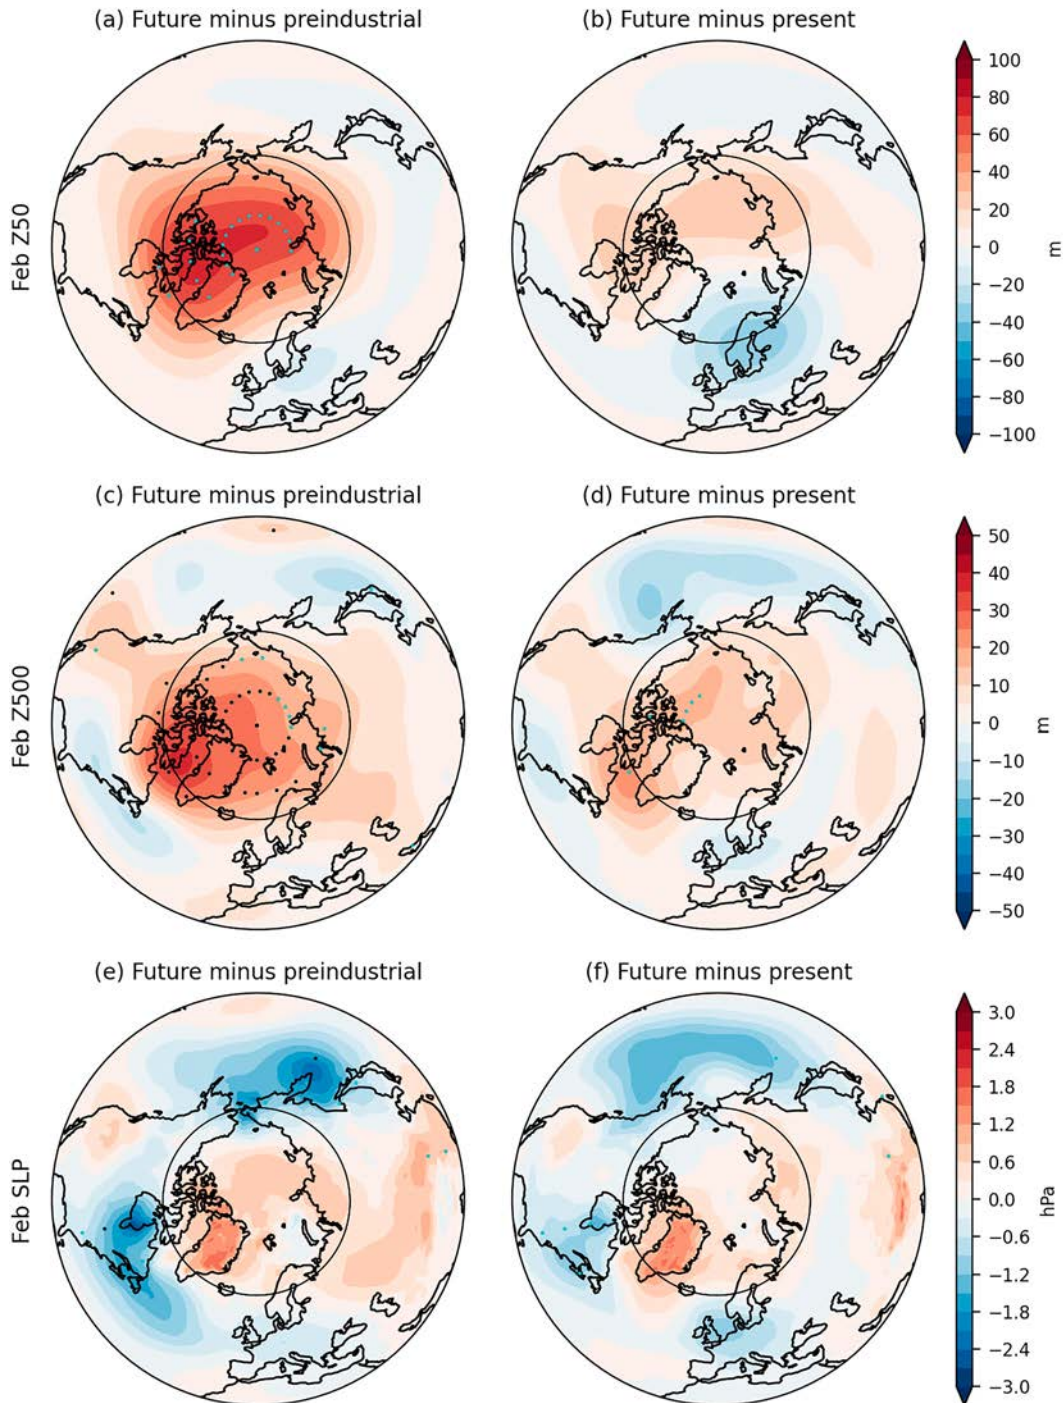 (a) Future minus preindustrial
(b) Future minus present
Feb Z50
100
80
60
40
20
0
−20
−40
−60
−80
−100
m
(c) Future minus preindustrial
(d) Future minus present
Feb Z500
50
40
30
20
10
0
−10
−20
−30
−40
−50
m
(e) Future minus preindustrial
(f) Future minus present
Feb SLP
3.0
2.4
1.8
1.2
0.6
0.0
−0.6
−1.2
−1.8
−2.4
−3.0
hPa